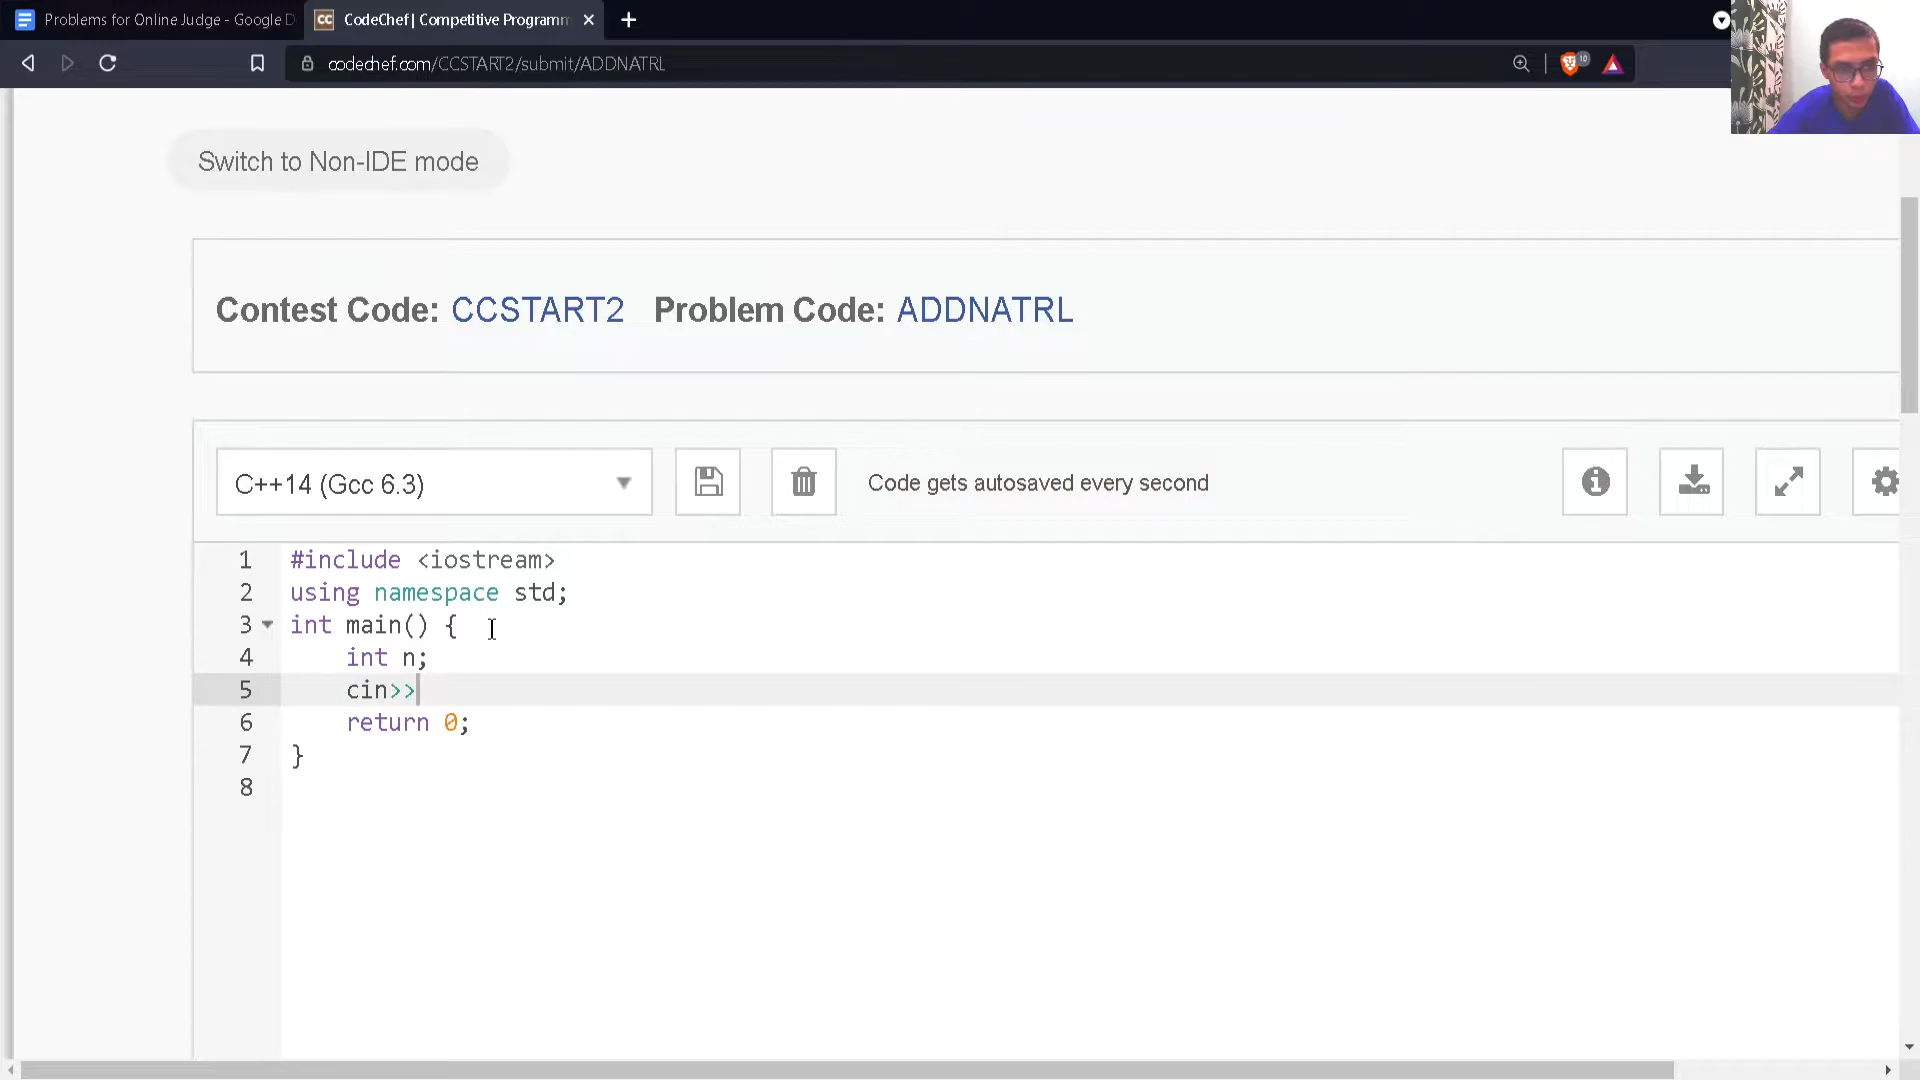 Problems for Online Judge - Google D
CC CodeChef | Competitive Programm
codechef.com/CCSTART2/submit/ADDNATRL
10
Switch to Non-IDE mode
Contest Code: CCSTART2 Problem Code: ADDNATRL
C++14 (Gcc 6.3)
Code gets autosaved every second
1 #include <iostream>
2 using namespace std;
3 int main() {
4 int n;
5 cin>>
6 return 0;
7 }
8